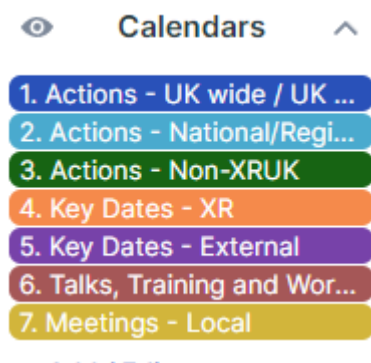 Calendars
1. Actions - UK wide / UK ...
2. Actions - National/Regi...
3. Actions - Non-XRUK
4. Key Dates - XR
5. Key Dates - External
6. Talks, Training and Wor...
7. Meetings - Local